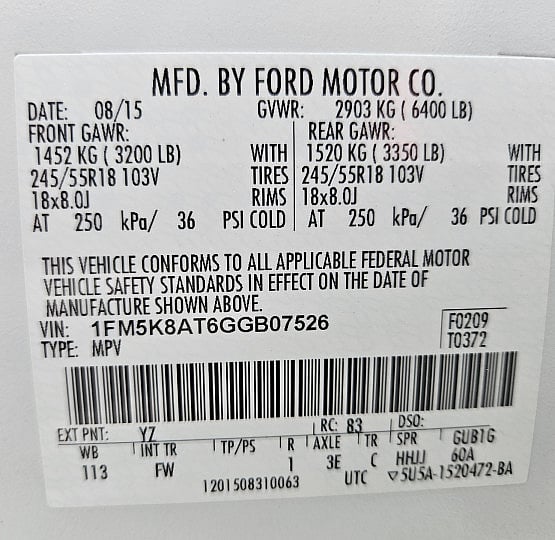 MFD. BY FORD MOTOR CO.
DATE: 08/15 GVWR: 2903 KG ( 6400 LB)
FRONT GAWR: REAR GAWR:
1452 KG ( 3200 LB) WITH 1520 KG ( 3350 LB) WITH
245/55R18 103V TIRES 245/55R18 103V TIRES
18x8.0J RIMS 18x8.0J RIMS
AT 250 kPa/ 36 PSI COLD AT 250 kPa/ 36 PSI COLD
THIS VEHICLE CONFORMS TO ALL APPLICABLE FEDERAL MOTOR
VEHICLE SAFETY STANDARDS IN EFFECT ON THE DATE OF
MANUFACTURE SHOWN ABOVE.
VIN: 1FM5K8AT6GGB07526 F0209
TYPE: MPV T0372
EXT PNT: YZ RC: 83 DSO:
WB INT TR TP/PS R AXLE TR SPR GUB1G
113 FW 1 3E C HHJJ 60A
1201508310063 UTC ▽5U5A-1520472-BA